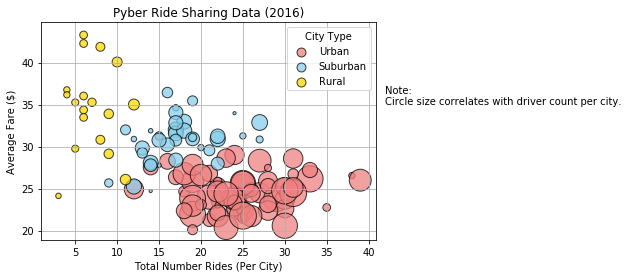 Pyber Ride Sharing Data (2016)
City Type
Urban
Suburban
Rural
Average Fare ($)
40
35
30
25
20
5
10
15
20
25
30
35
40
Total Number Rides (Per City)
Note:
Circle size correlates with driver count per city.